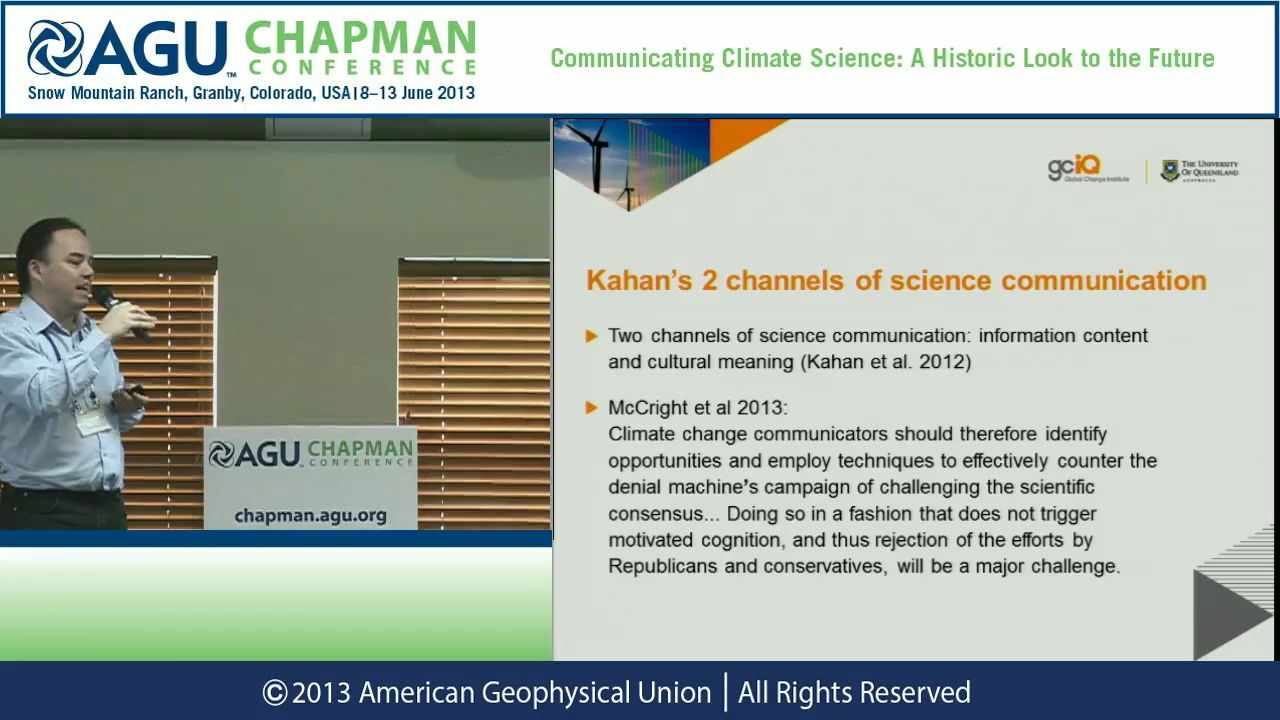 AGU CHAPMAN
CONFERENCE
TM
Snow Mountain Ranch, Granby, Colorado, USA|8–13 June 2013
Communicating Climate Science: A Historic Look to the Future
gciQ
Global Change Institute
THE UNIVERSITY
OF QUEENSLAND
AUSTRALIA
Kahan's 2 channels of science communication
Two channels of science communication: information content
and cultural meaning (Kahan et al. 2012)
McCright et al 2013:
Climate change communicators should therefore identify
opportunities and employ techniques to effectively counter the
denial machine's campaign of challenging the scientific
consensus... Doing so in a fashion that does not trigger
motivated cognition, and thus rejection of the efforts by
Republicans and conservatives, will be a major challenge.
AGU CHAPMAN
CONFERENCE
chapman.agu.org
©2013 American Geophysical Union | All Rights Reserved